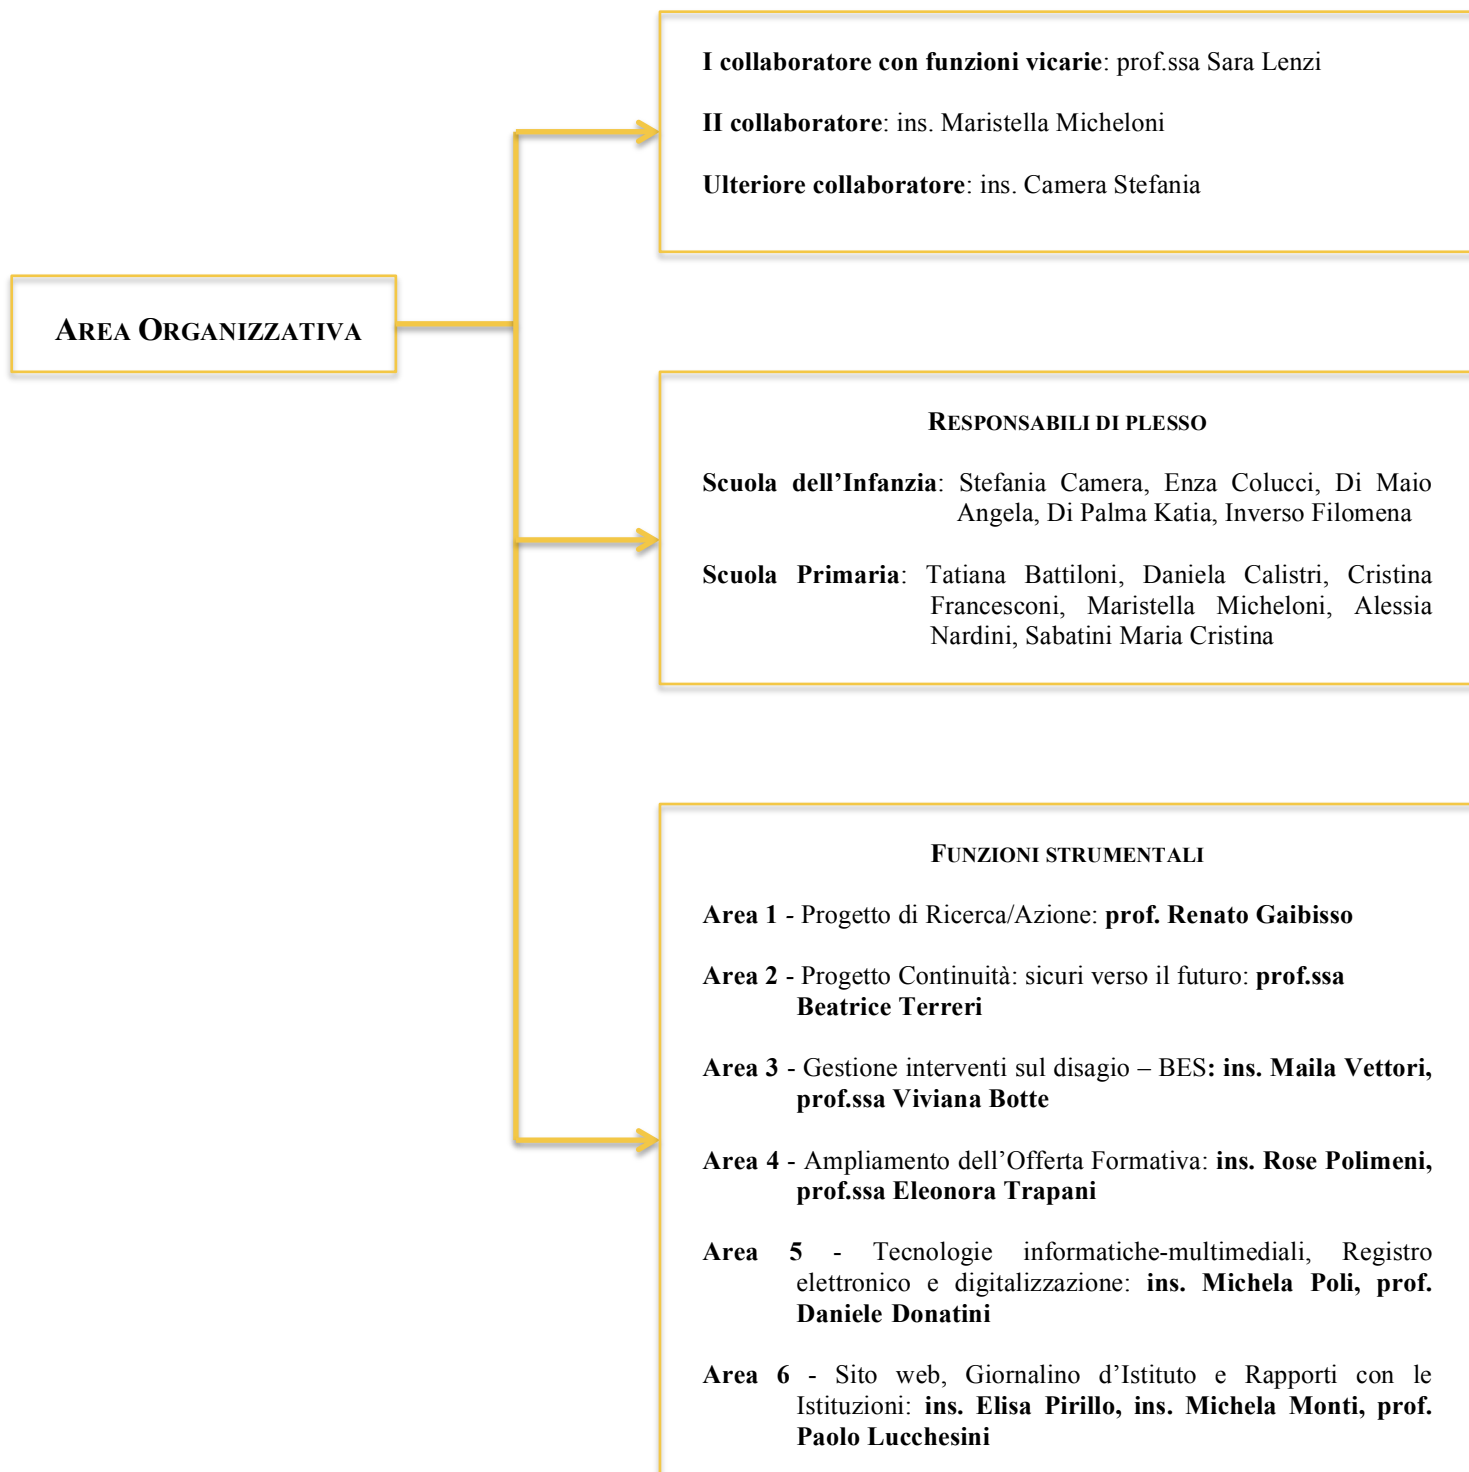 I collaboratore con funzioni vicarie: prof.ssa Sara Lenzi
II collaboratore: ins. Maristella Micheloni
Ulteriore collaboratore: ins. Camera Stefania
AREA ORGANIZZATIVA
RESPONSABILI DI PLESSO
Scuola dell’Infanzia: Stefania Camera, Enza Colucci, Di Maio
Angela, Di Palma Katia, Inverso Filomena
Scuola Primaria: Tatiana Battiloni, Daniela Calistri, Cristina
Francesconi, Maristella Micheloni, Alessia
Nardini, Sabatini Maria Cristina
FUNZIONI STRUMENTALI
Area 1 - Progetto di Ricerca/Azione: prof. Renato Gaibisso
Area 2 - Progetto Continuità: sicuri verso il futuro: prof.ssa
Beatrice Terreri
Area 3 - Gestione interventi sul disagio – BES: ins. Maila Vettori,
prof.ssa Viviana Botte
Area 4 - Ampliamento dell’Offerta Formativa: ins. Rose Polimeni,
prof.ssa Eleonora Trapani
Area 5 - Tecnologie informatiche-multimediali, Registro
elettronico e digitalizzazione: ins. Michela Poli, prof.
Daniele Donatini
Area 6 - Sito web, Giornalino d’Istituto e Rapporti con le
Istituzioni: ins. Elisa Pirillo, ins. Michela Monti, prof.
Paolo Lucchesini